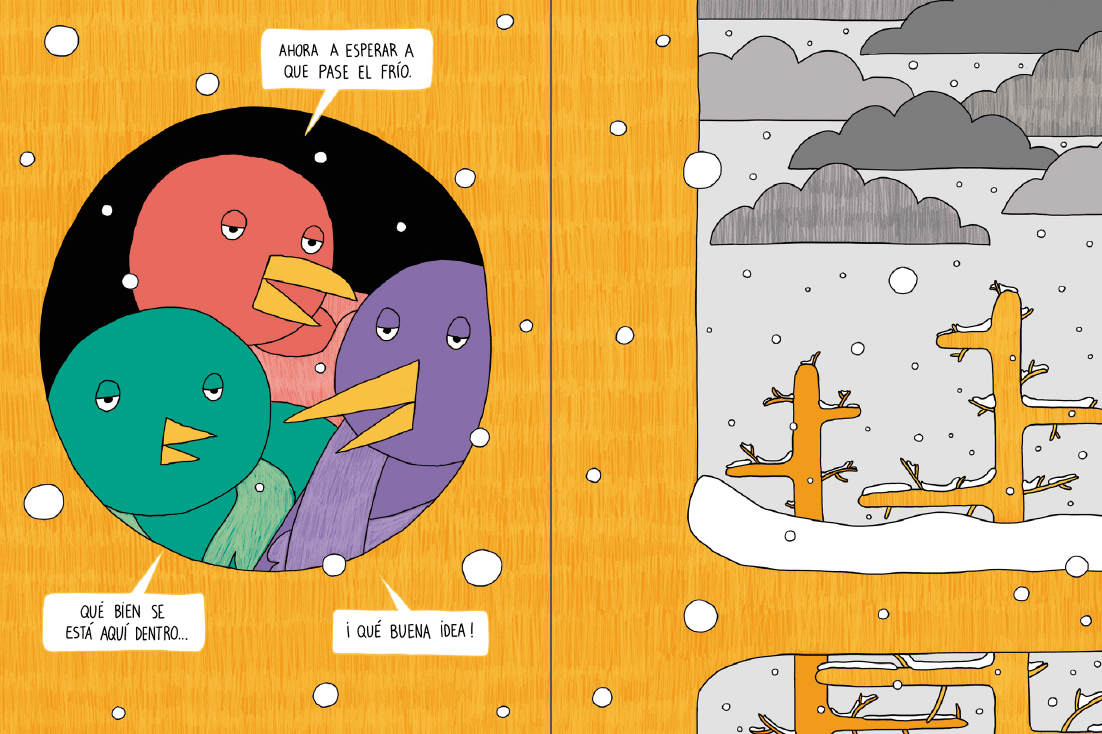 AHORA A ESPERAR A
QUE PASE EL FRÍO.
QUÉ BIEN SE
ESTÁ AQUÍ DENTRO...
¡QUÉ BUENA IDEA!